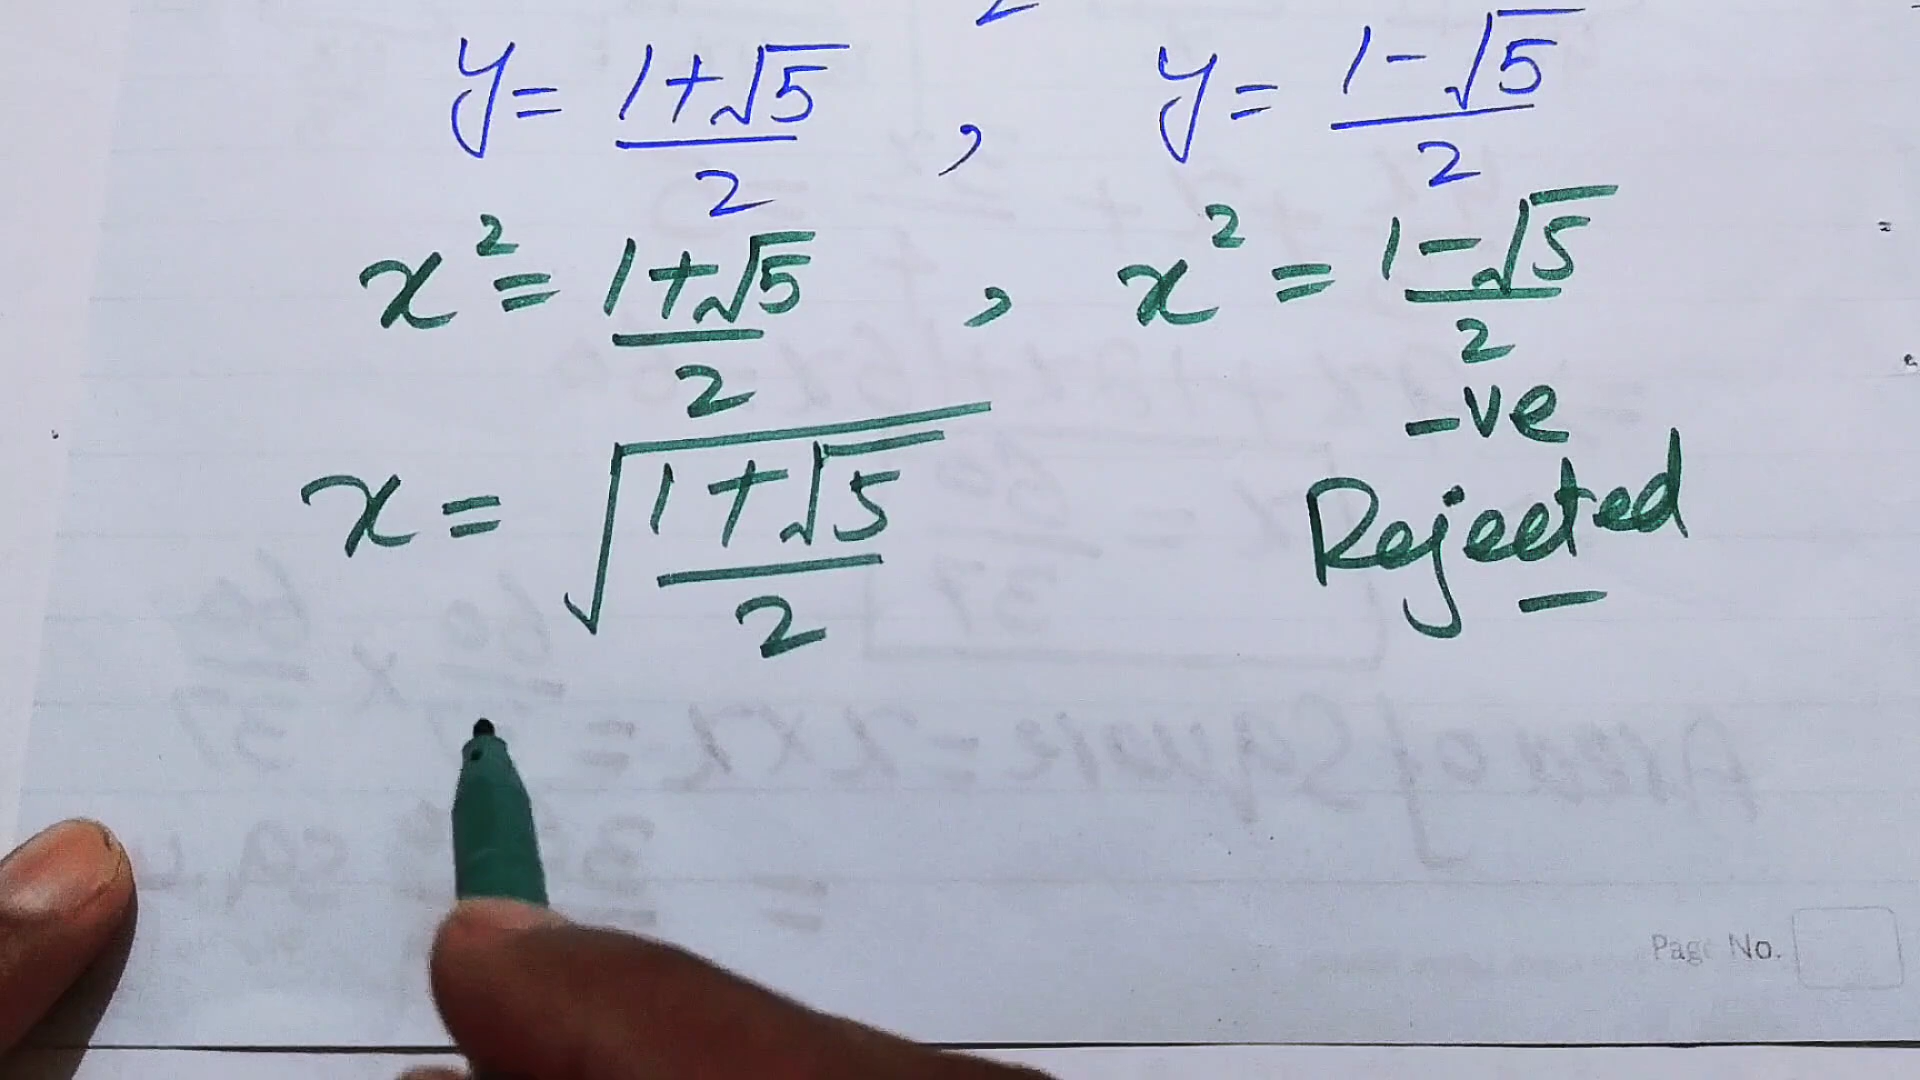 y = (1+√5)/2 , y = (1-√5)/2
x² = (1+√5)/2 , x² = (1-√5)/2
-ve
x = √((1+√5)/2) Rejected
Page No.